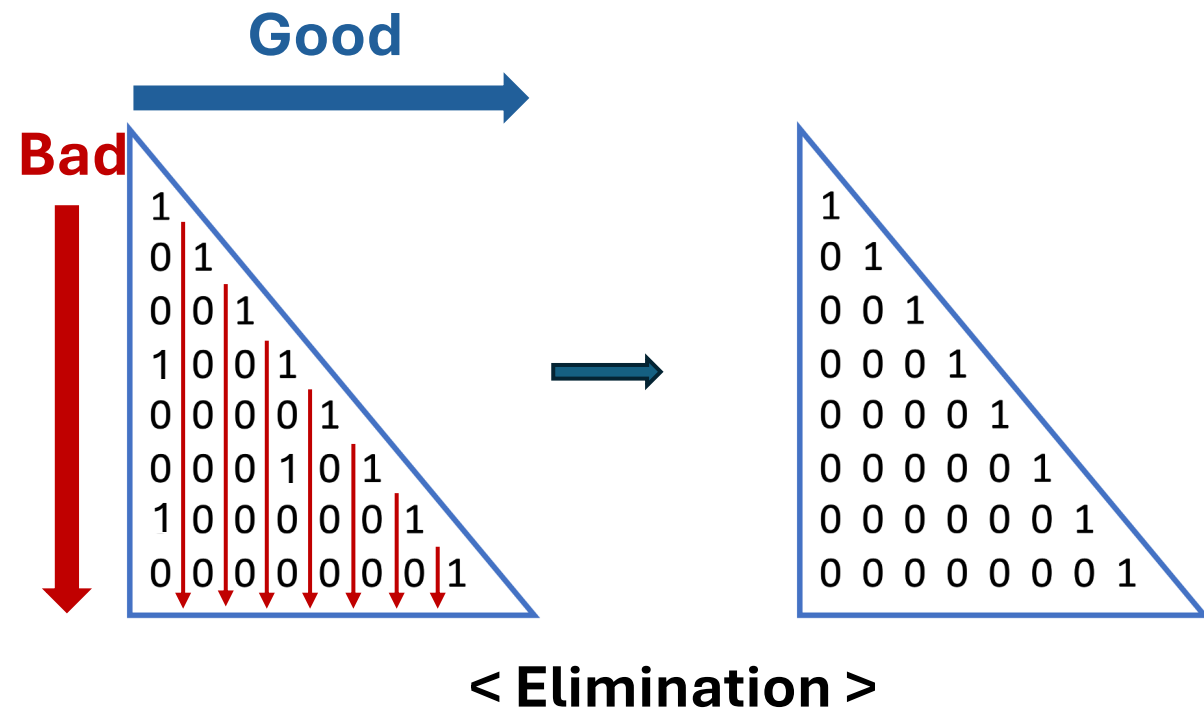 Good
Bad
1
0 1
0 0 1
1 0 0 1
0 0 0 0 1
0 0 0 1 0 1
1 0 0 0 0 0 1
0 0 0 0 0 0 0 1
1
0 1
0 0 1
0 0 0 1
0 0 0 0 1
0 0 0 0 0 1
0 0 0 0 0 0 1
0 0 0 0 0 0 0 1
< Elimination >